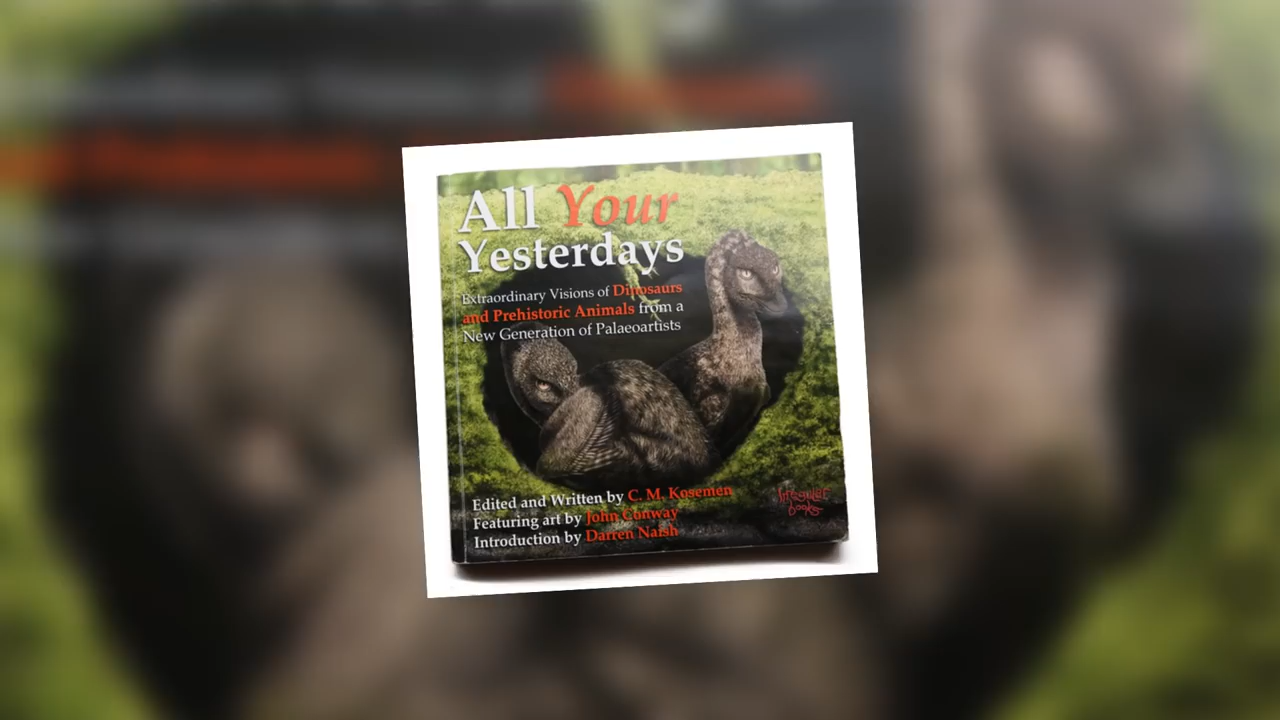 All Your
Yesterdays
Extraordinary Visions of Dinosaurs
and Prehistoric Animals from a
New Generation of Palaeoartists
Edited and Written by C. M. Kosemen
Featuring art by John Conway
Introduction by Darren Naish
Irregular
books